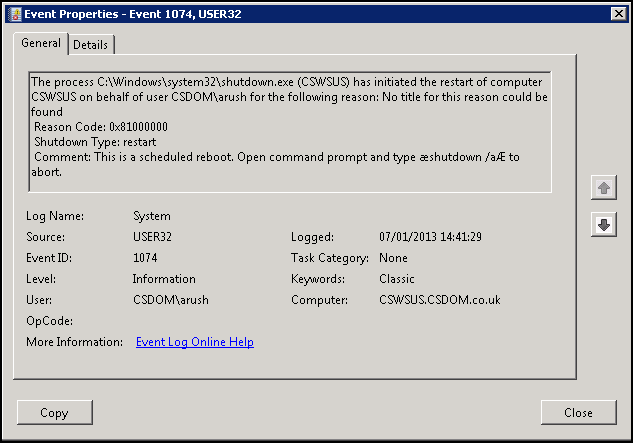 Event Properties - Event 1074, USER32
General
Details
The process C:\Windows\system32\shutdown.exe (CSWSUS) has initiated the restart of computer
CSWSUS on behalf of user CSDOM\arush for the following reason: No title for this reason could be
found
Reason Code: 0x81000000
Shutdown Type: restart
Comment: This is a scheduled reboot. Open command prompt and type æshutdown /aÆ to
abort.
Log Name: System
Source: USER32 Logged: 07/01/2013 14:41:29
Event ID: 1074 Task Category: None
Level: Information Keywords: Classic
User: CSDOM\arush Computer: CSWSUS.CSDOM.co.uk
OpCode:
More Information: Event Log Online Help
Copy Close